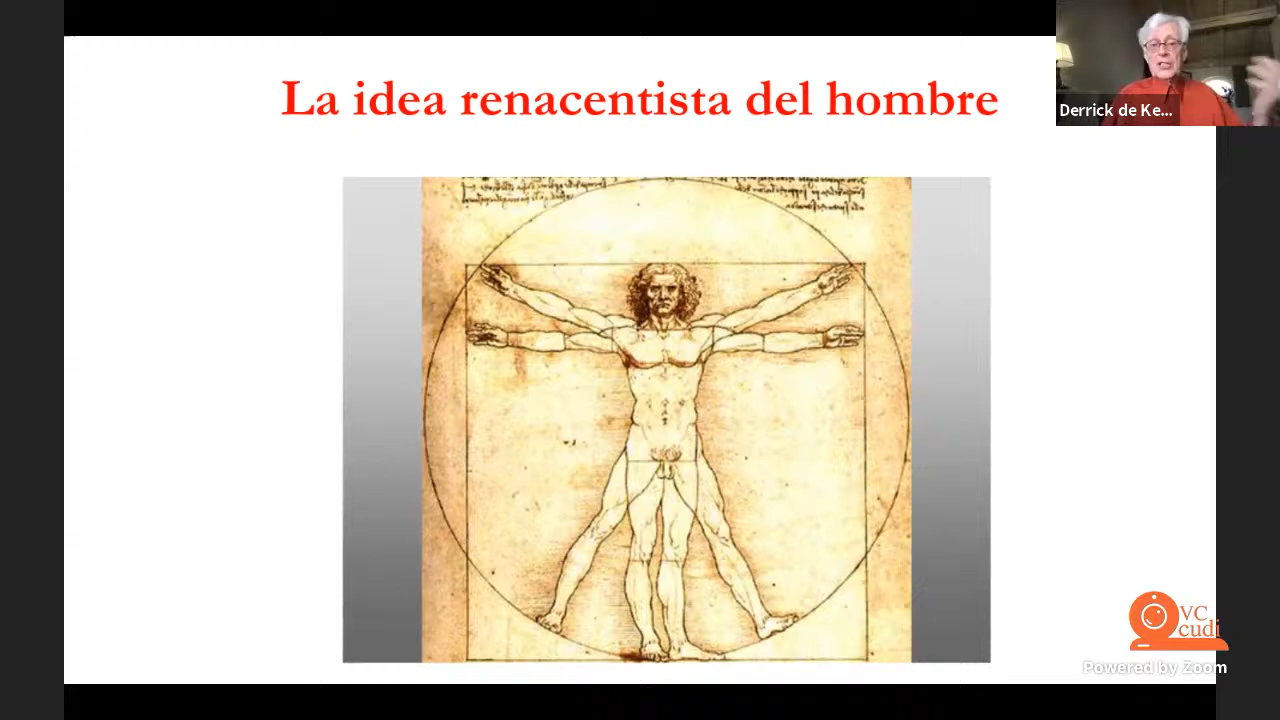 La idea renacentista del hombre
Derrick de Ke...
VC
cudi
Powered by Zoom